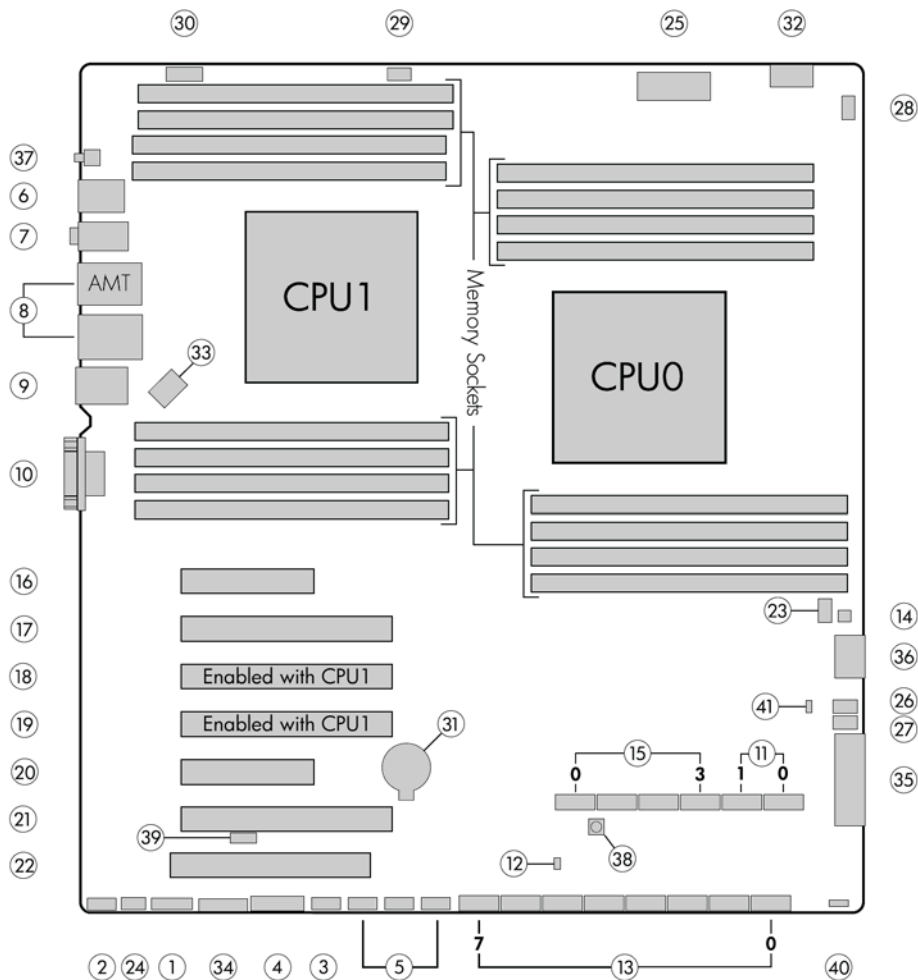 30 29 25 32
28
37
6
7
AMT
8
CPU1
Memory Sockets
CPU0
33
9
10
16
23 14
17
36
18 Enabled with CPU1
41 26
19 Enabled with CPU1
27
31
15 11
20
0 3 1 0
35
21
39
38
12
22
7 0
2 24 1 34 4 3 5 13 40